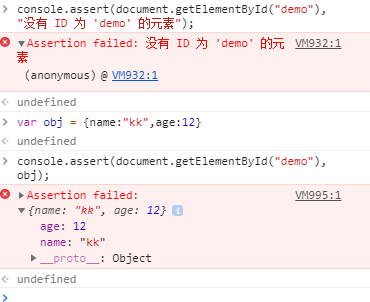 console.assert(document.getElementById("demo"),
"没有 ID 为 'demo' 的元素");
Assertion failed: 没有 ID 为 'demo' 的元 VM932:1
素
(anonymous) @ VM932:1
undefined
var obj = {name:"kk",age:12}
undefined
console.assert(document.getElementById("demo"),
obj);
Assertion failed: VM995:1
{name: "kk", age: 12} i
age: 12
name: "kk"
__proto__: Object
undefined